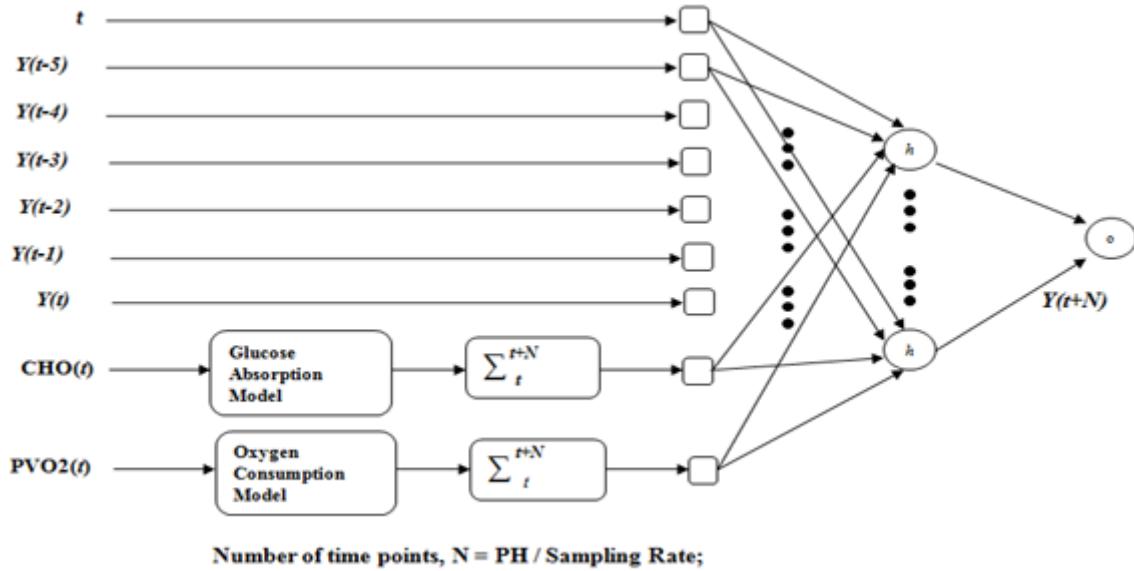 t
Y(t-5)
Y(t-4)
Y(t-3)
Y(t-2)
Y(t-1)
Y(t)
CHO(t)
Glucose
Absorption
Model
∑ t t+N
PVO2(t)
Oxygen
Consumption
Model
∑ t t+N
h
h
o
Y(t+N)
Number of time points, N = PH / Sampling Rate;